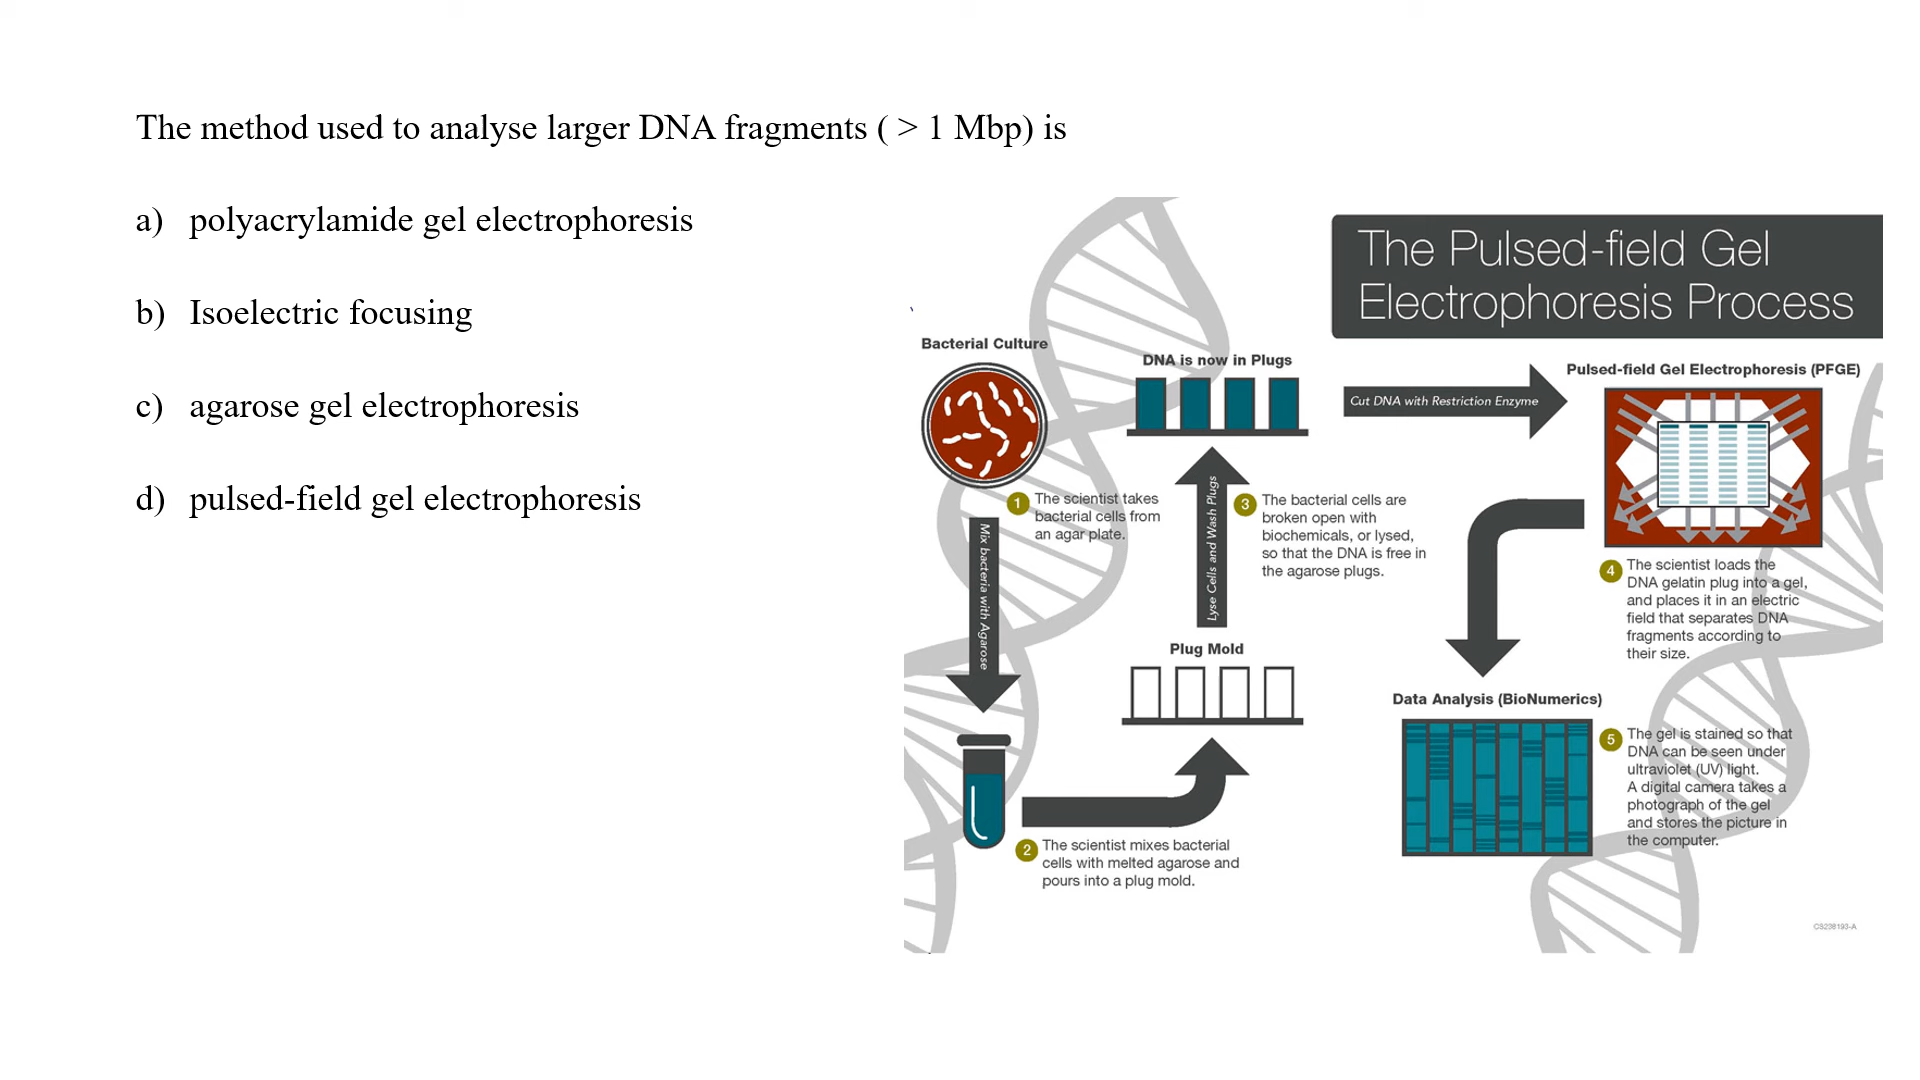 The method used to analyse larger DNA fragments ( > 1 Mbp) is
a) polyacrylamide gel electrophoresis
b) Isoelectric focusing
c) agarose gel electrophoresis
d) pulsed-field gel electrophoresis
The Pulsed-field Gel
Electrophoresis Process
Bacterial Culture
1 The scientist takes
bacterial cells from
an agar plate.
Mix bacteria with Agarose
2 The scientist mixes bacterial
cells with melted agarose and
pours into a plug mold.
Plug Mold
Lyse Cells and Wash Plugs
3 The bacterial cells are
broken open with
biochemicals, or lysed,
so that the DNA is free in
the agarose plugs.
DNA is now in Plugs
Cut DNA with Restriction Enzyme
Pulsed-field Gel Electrophoresis (PFGE)
4 The scientist loads the
DNA gelatin plug into a gel,
and places it in an electric
field that separates DNA
fragments according to
their size.
Data Analysis (BioNumerics)
5 The gel is stained so that
DNA can be seen under
ultraviolet (UV) light.
A digital camera takes a
photograph of the gel
and stores the picture in
the computer.
CS238193-A